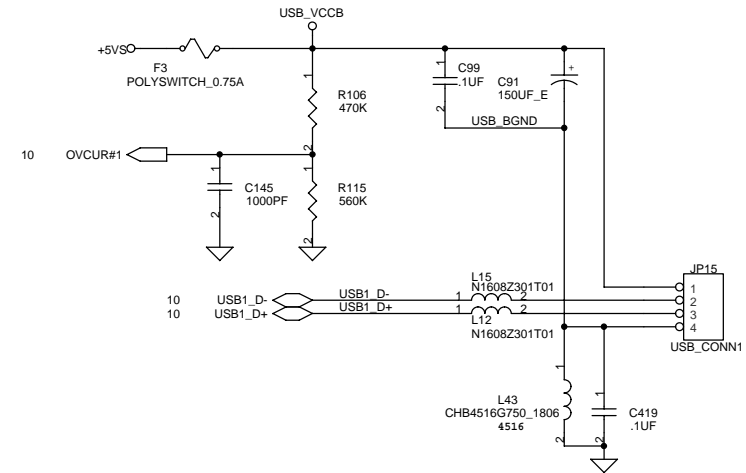 USB_VCCB
+5VS
F3
POLYSWITCH_0.75A
1
R106
470K
2
1
C99
.1UF
2
C91
150UF_E
+
USB_BGND
10 OVCUR#1
1
C145
1000PF
2
1
R115
560K
2
10 USB1_D- USB1_D-
10 USB1_D+ USB1_D+
L15
N1608Z301T01
1 2
1 2
L12
N1608Z301T01
JP15
1
2
3
4
USB_CONN1
1
L43
CHB4516G750_1806
4516
2
1
C419
.1UF
2